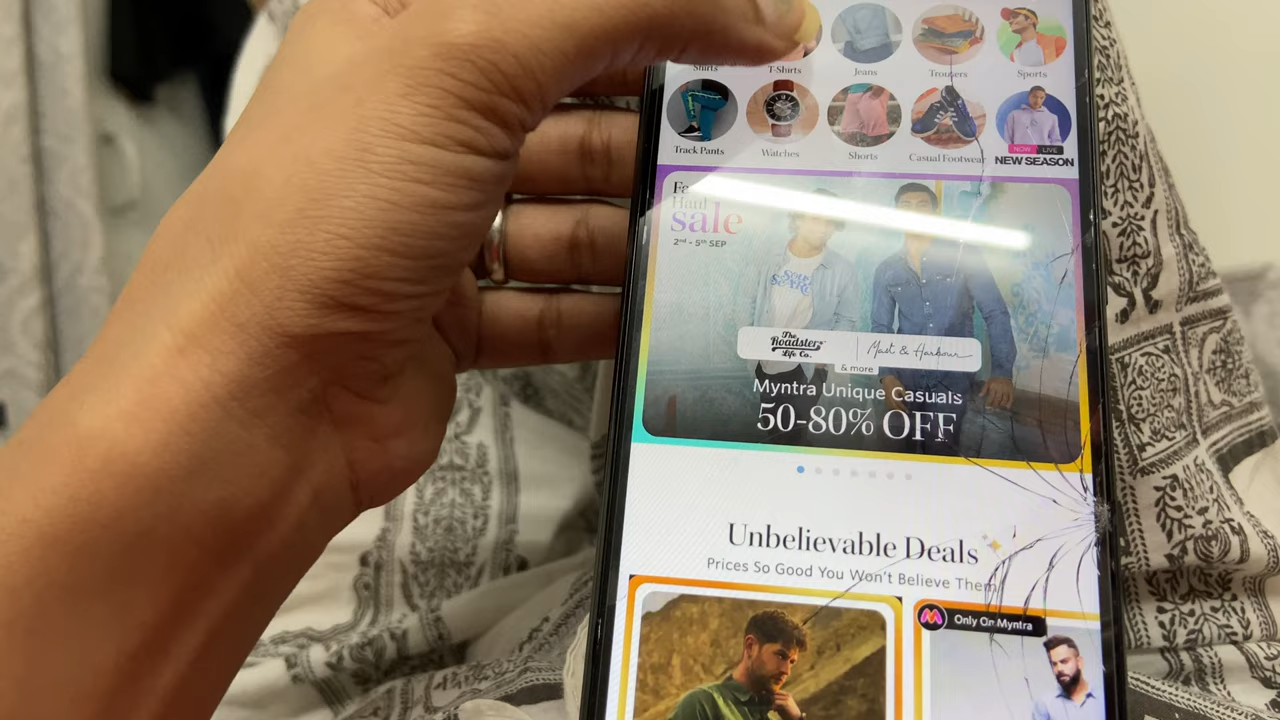 Shirts
T-Shirts
Jeans
Trousers
Sports
Track Pants
Watches
Shorts
Casual Footwear
NOW LIVE
NEW SEASON
Haul
sale
2nd - 5th SEP
The
Roadster
Life Co.
Mast & Harbour
& more
Myntra Unique Casuals
50-80% OFF
Unbelievable Deals
Prices So Good You Won't Believe Them
Only On Myntra